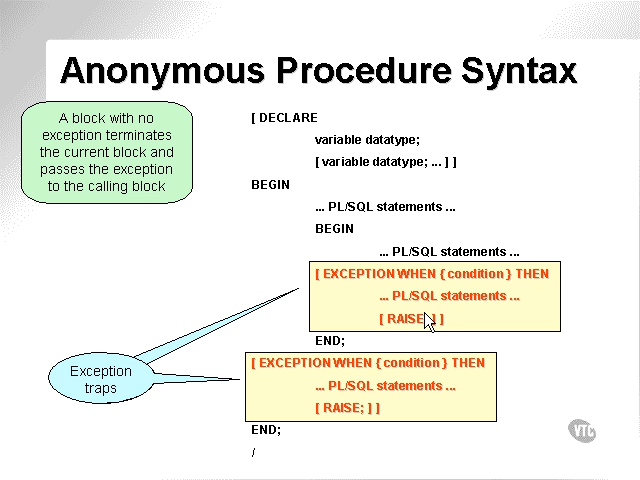 Anonymous Procedure Syntax
A block with no
exception terminates
the current block and
passes the exception
to the calling block
[ DECLARE
variable datatype;
[ variable datatype; ... ] ]
BEGIN
... PL/SQL statements ...
BEGIN
... PL/SQL statements ...
[ EXCEPTION WHEN { condition } THEN
... PL/SQL statements ...
[ RAISE; ] ]
END;
Exception
traps
[ EXCEPTION WHEN { condition } THEN
... PL/SQL statements ...
[ RAISE; ] ]
END;
/
VTC